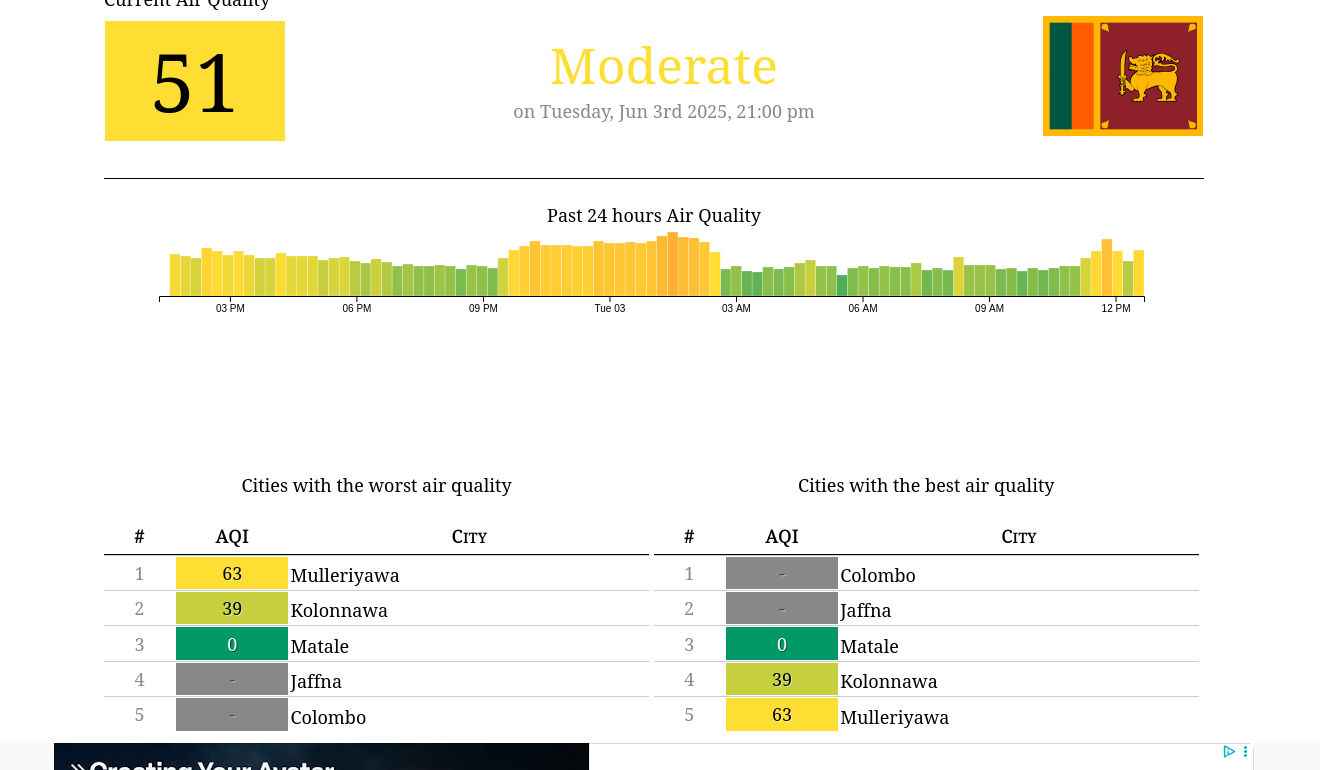 Current Air Quality
51
Moderate
on Tuesday, Jun 3rd 2025, 21:00 pm
Past 24 hours Air Quality
03 PM 06 PM 09 PM Tue 03 03 AM 06 AM 09 AM 12 PM
Cities with the worst air quality
# AQI City
1 63 Mulleriyawa
2 39 Kolonnawa
3 0 Matale
4 - Jaffna
5 - Colombo
Cities with the best air quality
# AQI City
1 - Colombo
2 - Jaffna
3 0 Matale
4 39 Kolonnawa
5 63 Mulleriyawa
» Creating Your Avatar